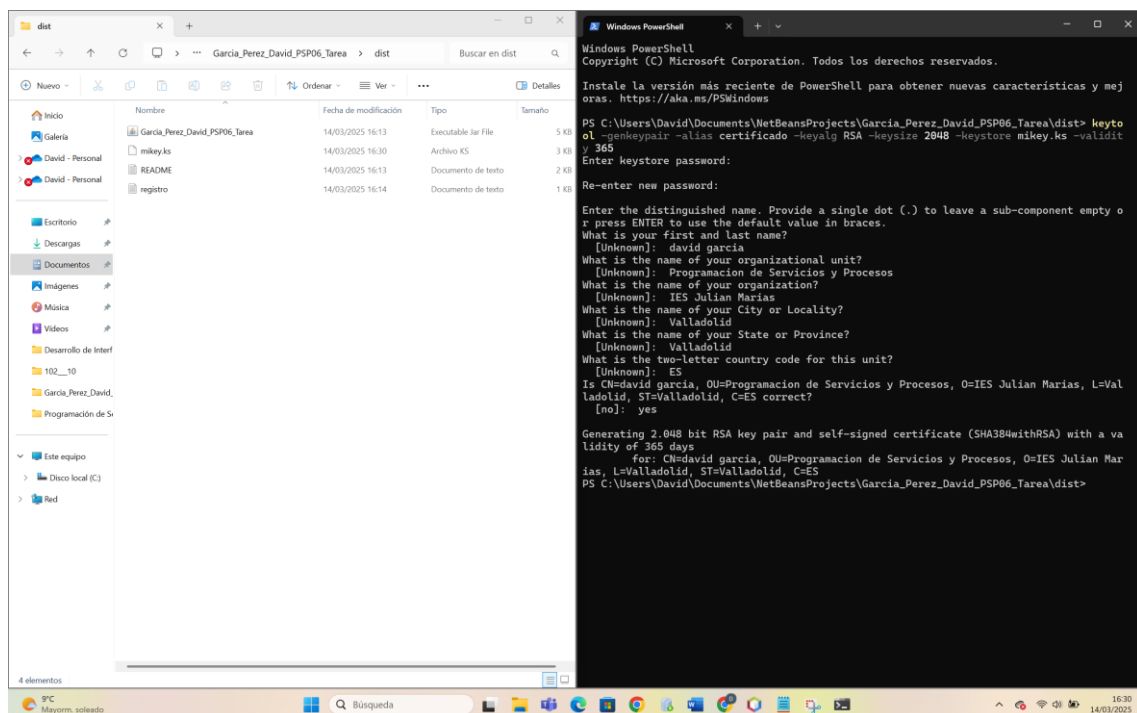 dist
Garcia_Perez_David_PSP06_Tarea > dist
Buscar en dist
Nuevo
Ordenar
Ver
Detalles
Nombre
Fecha de modificación
Tipo
Tamaño
Garcia_Perez_David_PSP06_Tarea 14/03/2025 16:13 Executable Jar File 5 KB
mikey.ks 14/03/2025 16:30 Archivo KS 3 KB
README 14/03/2025 16:13 Documento de texto 2 KB
registro 14/03/2025 16:14 Documento de texto 1 KB
Inicio
Galería
David - Personal
David - Personal
Escritorio
Descargas
Documentos
Imágenes
Música
Vídeos
Desarrollo de Interf
102__10
Garcia_Perez_David_
Programación de Se
Este equipo
Disco local (C:)
Red
4 elementos
Windows PowerShell
Windows PowerShell
Copyright (C) Microsoft Corporation. Todos los derechos reservados.
Instale la versión más reciente de PowerShell para obtener nuevas características y mej
oras. https://aka.ms/PSWindows
PS C:\Users\David\Documents\NetBeansProjects\Garcia_Perez_David_PSP06_Tarea\dist> keyto
ol -genkeypair -alias certificado -keyalg RSA -keysize 2048 -keystore mikey.ks -validit
y 365
Enter keystore password:
Re-enter new password:
Enter the distinguished name. Provide a single dot (.) to leave a sub-component empty o
r press ENTER to use the default value in braces.
What is your first and last name?
[Unknown]: david garcia
What is the name of your organizational unit?
[Unknown]: Programacion de Servicios y Procesos
What is the name of your organization?
[Unknown]: IES Julian Marias
What is the name of your City or Locality?
[Unknown]: Valladolid
What is the name of your State or Province?
[Unknown]: Valladolid
What is the two-letter country code for this unit?
[Unknown]: ES
Is CN=david garcia, OU=Programacion de Servicios y Procesos, O=IES Julian Marias, L=Val
ladolid, ST=Valladolid, C=ES correct?
[no]: yes
Generating 2.048 bit RSA key pair and self-signed certificate (SHA384withRSA) with a va
lidity of 365 days
for: CN=david garcia, OU=Programacion de Servicios y Procesos, O=IES Julian Mar
ias, L=Valladolid, ST=Valladolid, C=ES
PS C:\Users\David\Documents\NetBeansProjects\Garcia_Perez_David_PSP06_Tarea\dist>
9°C
Mayorm. soleado
Búsqueda
16:30
14/03/2025